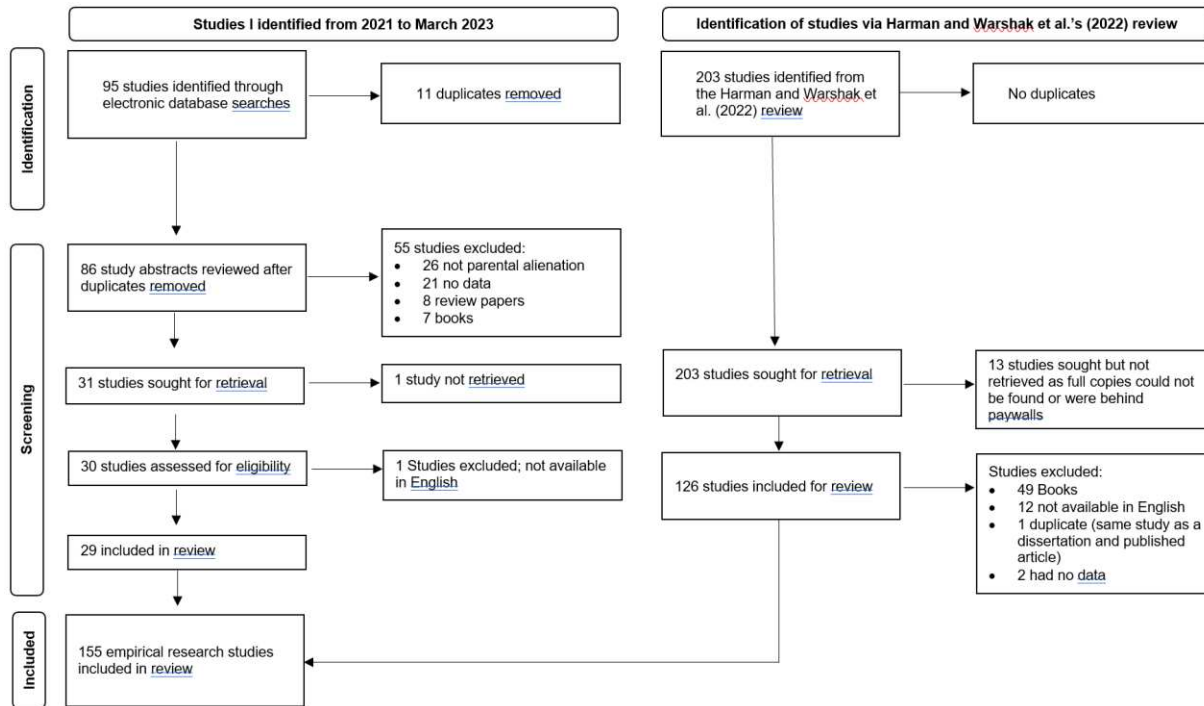 Studies I identified from 2021 to March 2023
Identification of studies via Harman and Warshak et al.'s (2022) review
Identification
95 studies identified through
electronic database searches
11 duplicates removed
203 studies identified from
the Harman and Warshak et
al. (2022) review
No duplicates
Screening
86 study abstracts reviewed after
duplicates removed
55 studies excluded:
• 26 not parental alienation
• 21 no data
• 8 review papers
• 7 books
31 studies sought for retrieval
1 study not retrieved
203 studies sought for retrieval
13 studies sought but not
retrieved as full copies could not
be found or were behind
paywalls
30 studies assessed for eligibility
1 Studies excluded; not available
in English
126 studies included for review
Studies excluded:
• 49 Books
• 12 not available in English
• 1 duplicate (same study as a
dissertation and published
article)
• 2 had no data
29 included in review
Included
155 empirical research studies
included in review